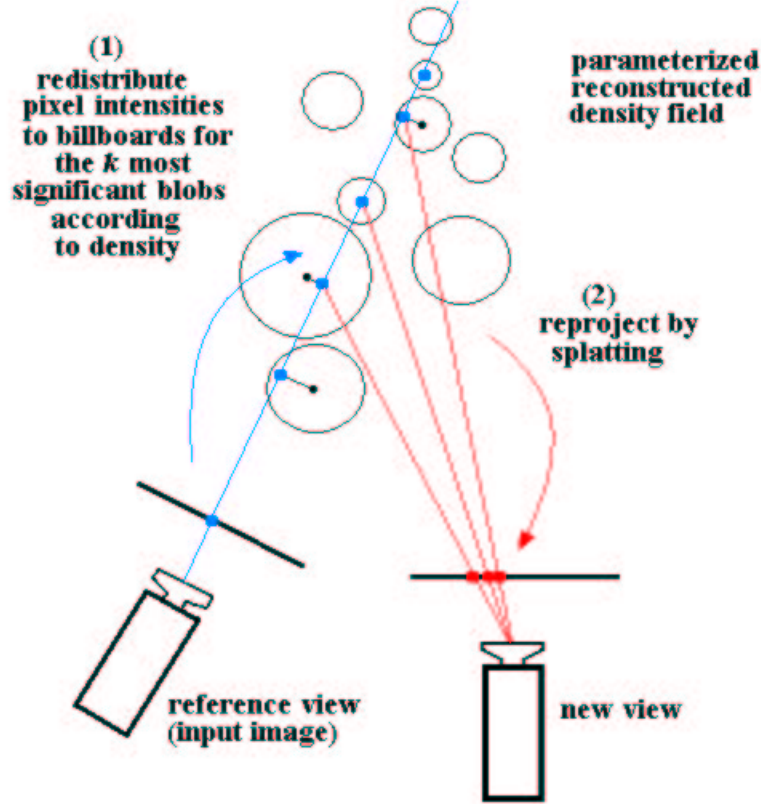 (1)
redistribute
pixel intensities
to billboards for
the k most
significant blobs
according
to density
parameterized
reconstructed
density field
(2)
reproject by
splatting
reference view
(input image)
new view